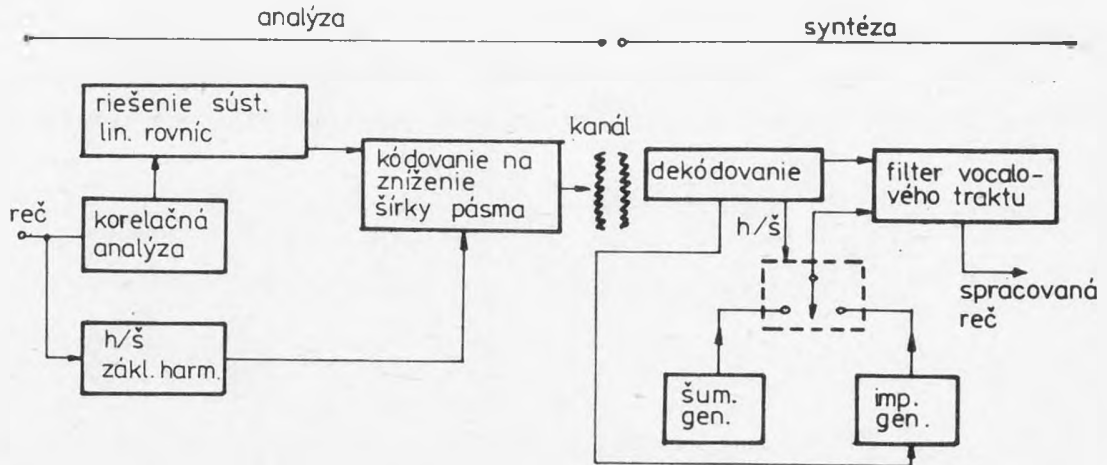 analýza
syntéza
riešenie súst.
lin. rovníc
kanál
kódovanie na
zníženie
šírky pásma
dekódovanie
filter vocalo-
vého traktu
reč
korelačná
analýza
h/š
spracovaná
reč
h/š
zákl. harm.
šum.
gen.
imp.
gen.